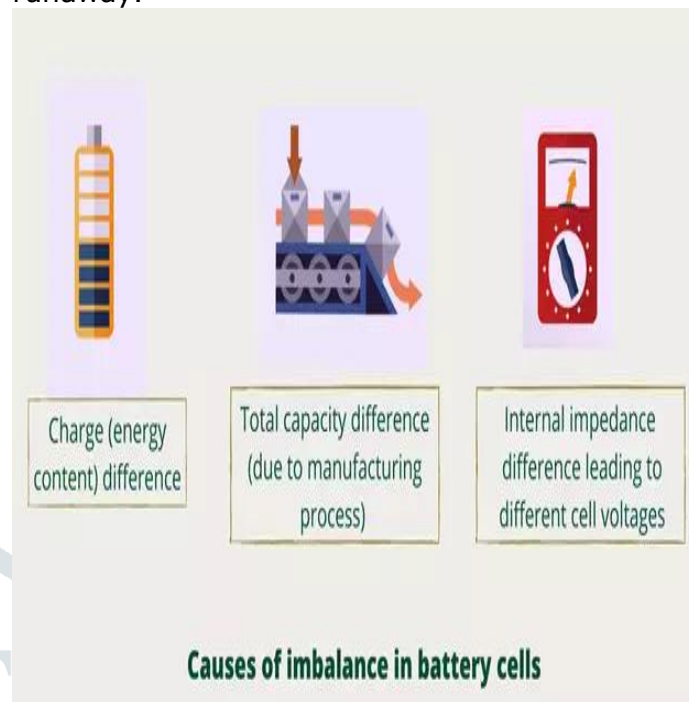 runaway.
Charge (energy
content) difference
Total capacity difference
(due to manufacturing
process)
Internal impedance
difference leading to
different cell voltages
Causes of imbalance in battery cells